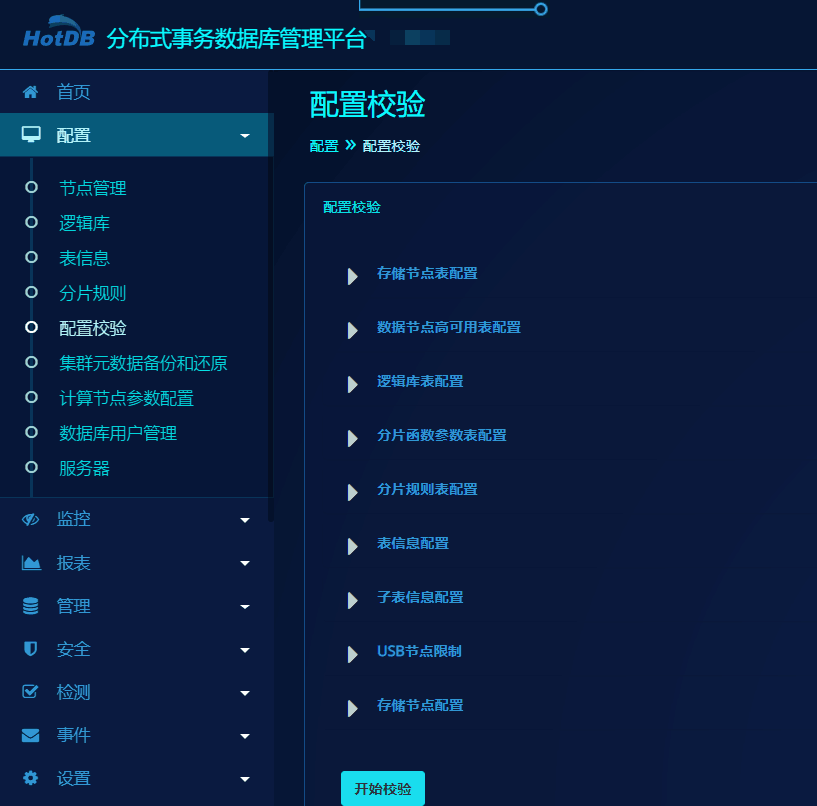 HotDB 分布式事务数据库管理平台
首页
配置
节点管理
逻辑库
表信息
分片规则
配置校验
集群元数据备份和还原
计算节点参数配置
数据库用户管理
服务器
监控
报表
管理
安全
检测
事件
设置
配置校验
配置 » 配置校验
配置校验
存储节点表配置
数据节点高可用表配置
逻辑库表配置
分片函数参数表配置
分片规则表配置
表信息配置
子表信息配置
USB节点限制
存储节点配置
开始校验